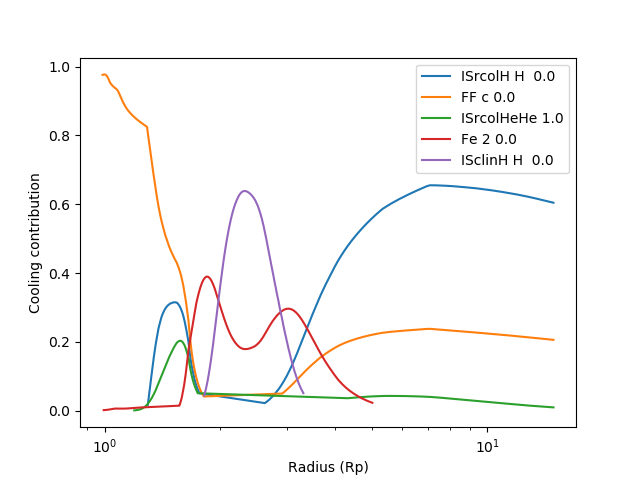 1.0
0.8
0.6
0.4
0.2
0.0
Cooling contribution
ISrcolH H  0.0
FF c 0.0
ISrcolHeHe 1.0
Fe 2 0.0
ISclinH H  0.0
10⁰
10¹
Radius (Rp)